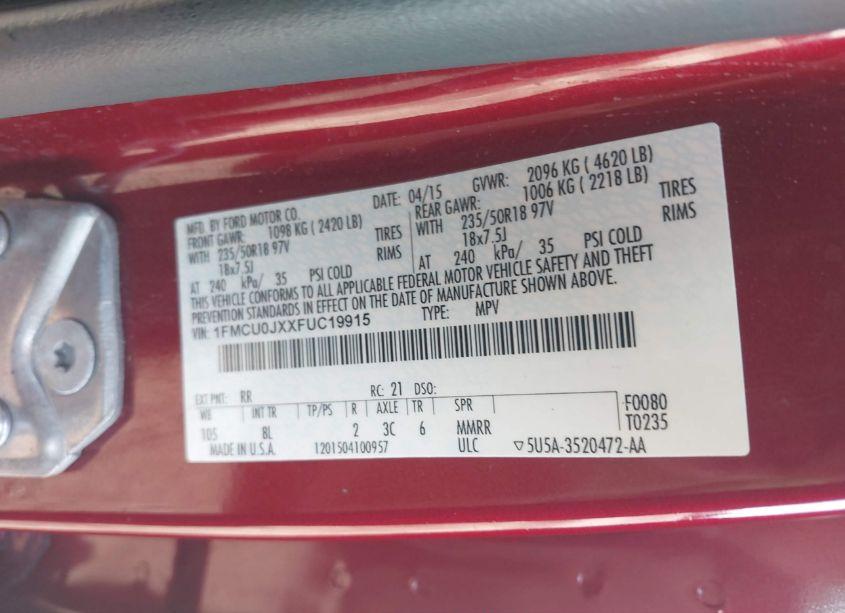 MFD. BY FORD MOTOR CO. DATE: 04/15 GVWR: 2096 KG ( 4620 LB)
FRONT GAWR: 1098 KG ( 2420 LB) REAR GAWR: 1006 KG ( 2218 LB)
WITH 235/50R18 97V TIRES WITH 235/50R18 97V TIRES
18x7.5J RIMS 18x7.5J RIMS
AT 240 kPa/ 35 PSI COLD AT 240 kPa/ 35 PSI COLD
THIS VEHICLE CONFORMS TO ALL APPLICABLE FEDERAL MOTOR VEHICLE SAFETY AND THEFT
PREVENTION STANDARDS IN EFFECT ON THE DATE OF MANUFACTURE SHOWN ABOVE.
VIN: 1FMCU0JXXFUC19915 TYPE: MPV
EXT PNT: RR RC: 21 DSO:
WB INT TR TP/PS R AXLE TR SPR F0080
105 8L 2 3C 6 MMRR T0235
MADE IN U.S.A. 1201504100957 ULC ▽5U5A-3520472-AA